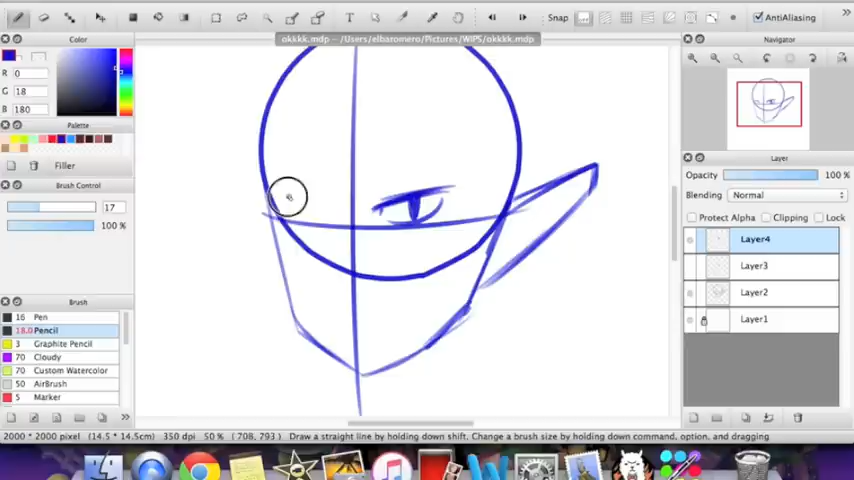 Snap
AntiAliasing
okkkk.mdp – /Users/elbaromero/Pictures/WIPS/okkkk.mdp
Color
R 0
G 18
B 180
Palette
Filler
Brush Control
17
100 %
Brush
16 Pen
18.0 Pencil
3 Graphite Pencil
70 Cloudy
70 Custom Watercolor
50 AirBrush
5 Marker
Navigator
Layer
Opacity 100 %
Blending Normal
Protect Alpha Clipping Lock
Layer4
Layer3
Layer2
Layer1
2000 * 2000 pixel (14.5 * 14.5cm) 350 dpi 50 % ( 708, 793 ) Draw a straight line by holding down shift. Change a brush size by holding down command, option, and dragging